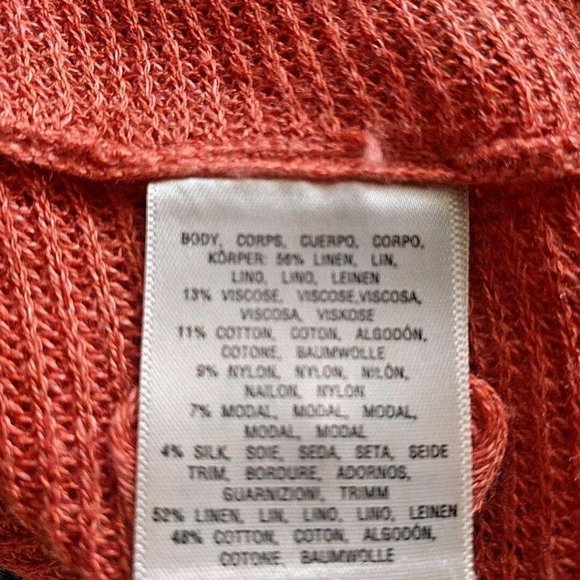 BODY, CORPS, CUERPO, CORPO,
KÖRPER: 56% LINEN, LIN,
LINO, LINO, LEINEN
13% VISCOSE, VISCOSE,VISCOSA,
VISCOSA, VISKOSE
11% COTTON, COTON, ALGODÓN,
COTONE, BAUMWOLLE
9% NYLON, NYLON, NILÓN,
NAILON, NYLON
7% MODAL, MODAL, MODAL,
MODAL, MODAL
4% SILK, SOIE, SEDA, SETA, SEIDE
TRIM, BORDURE, ADORNOS,
GUARNIZIONI, TRIMM
52% LINEN, LIN, LINO, LINO, LEINEN
48% COTTON, COTON, ALGODÓN,
COTONE, BAUMWOLLE